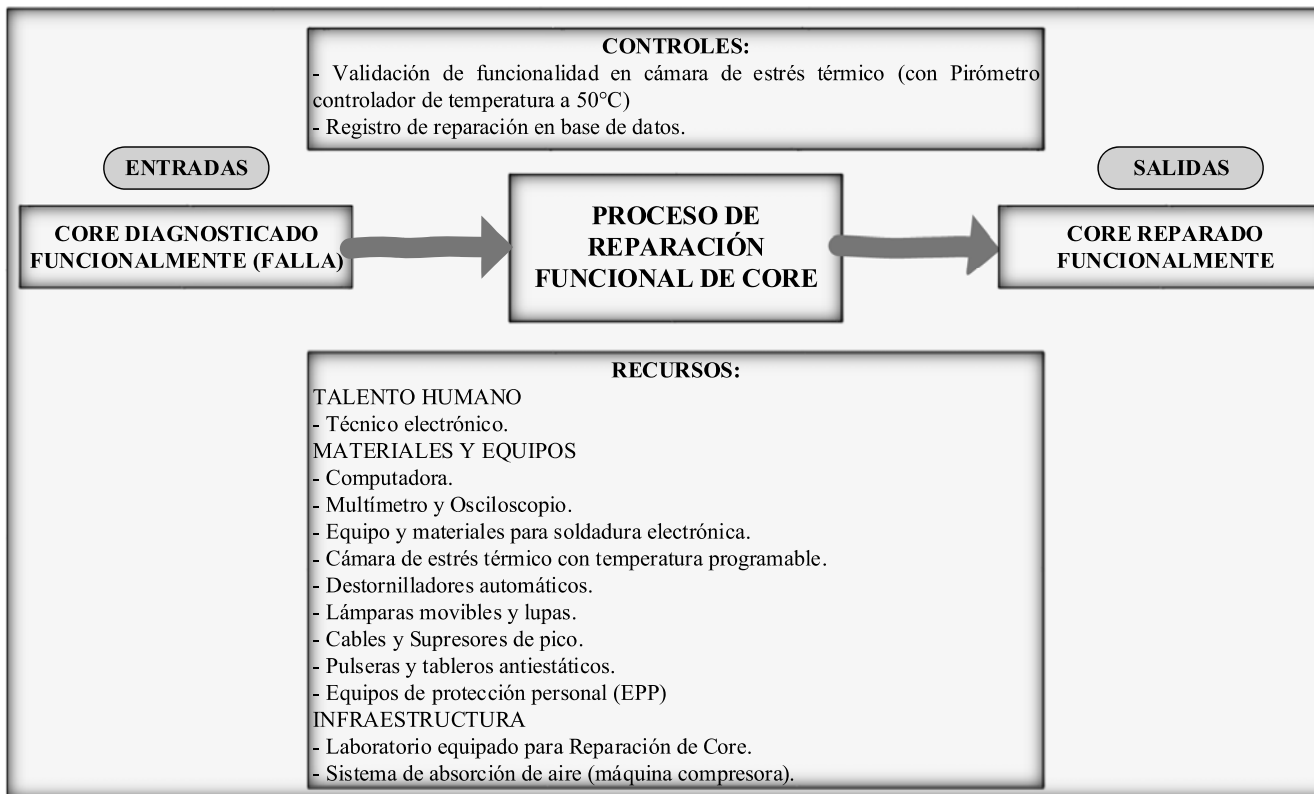 CONTROLES:
- Validación de funcionalidad en cámara de estrés térmico (con Pirómetro
controlador de temperatura a 50°C)
- Registro de reparación en base de datos.
ENTRADAS
SALIDAS
CORE DIAGNOSTICADO
FUNCIONALMENTE (FALLA)
PROCESO DE
REPARACIÓN
FUNCIONAL DE CORE
CORE REPARADO
FUNCIONALMENTE
RECURSOS:
TALENTO HUMANO
- Técnico electrónico.
MATERIALES Y EQUIPOS
- Computadora.
- Multímetro y Osciloscopio.
- Equipo y materiales para soldadura electrónica.
- Cámara de estrés térmico con temperatura programable.
- Destornilladores automáticos.
- Lámparas movibles y lupas.
- Cables y Supresores de pico.
- Pulseras y tableros antiestáticos.
- Equipos de protección personal (EPP)
INFRAESTRUCTURA
- Laboratorio equipado para Reparación de Core.
- Sistema de absorción de aire (máquina compresora).